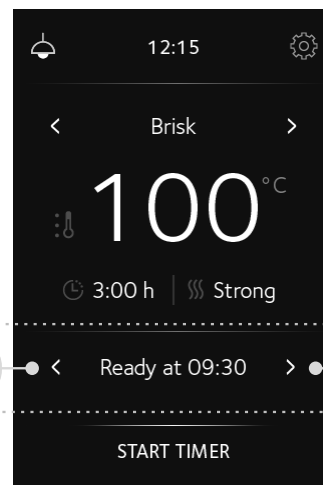 12:15
Brisk
100°C
3:00 h Strong
Ready at 09:30
START TIMER